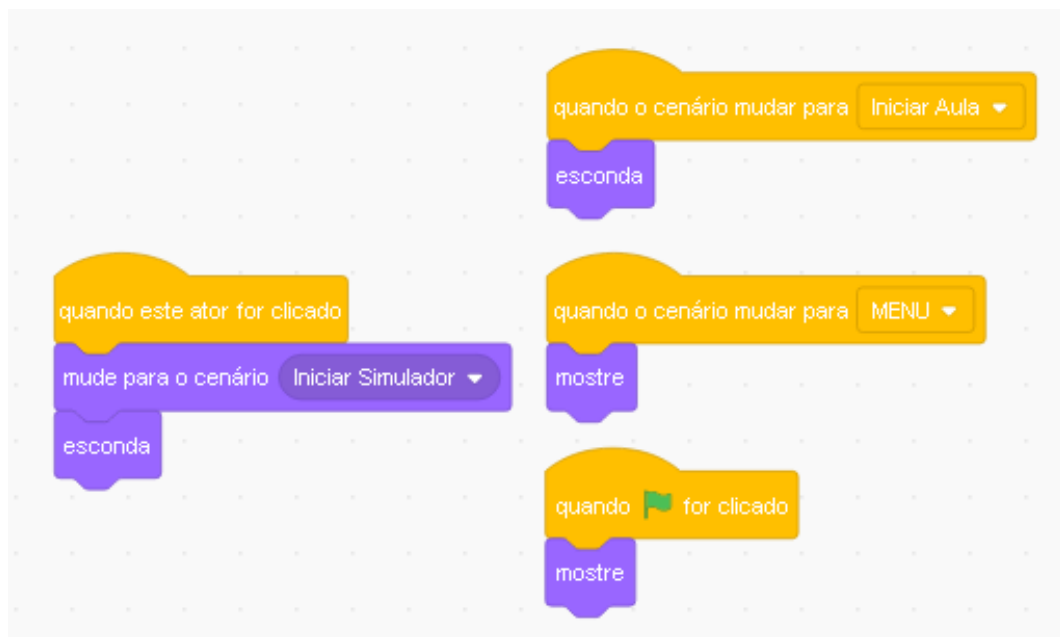 quando o cenário mudar para Iniciar Aula
esconda
quando este ator for clicado
mude para o cenário Iniciar Simulador
esconda
quando o cenário mudar para MENU
mostre
quando for clicado
mostre